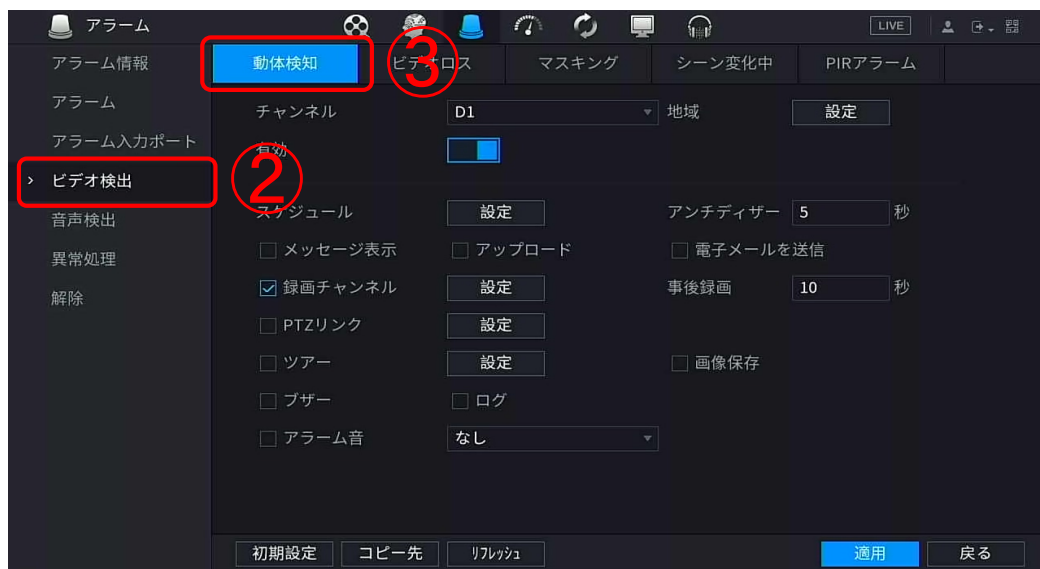 アラーム
LIVE
アラーム情報
動体検知
③
ビデオロス
マスキング
シーン変化中
PIRアラーム
アラーム
チャンネル
D1
地域
設定
アラーム入力ポート
有効
②
› ビデオ検出
音声検出
スケジュール
設定
アンチディザー
5
秒
メッセージ表示
アップロード
電子メールを送信
異常処理
録画チャンネル
設定
事後録画
10
秒
解除
PTZリンク
設定
ツアー
設定
画像保存
ブザー
ログ
アラーム音
なし
初期設定
コピー先
リフレッシュ
適用
戻る